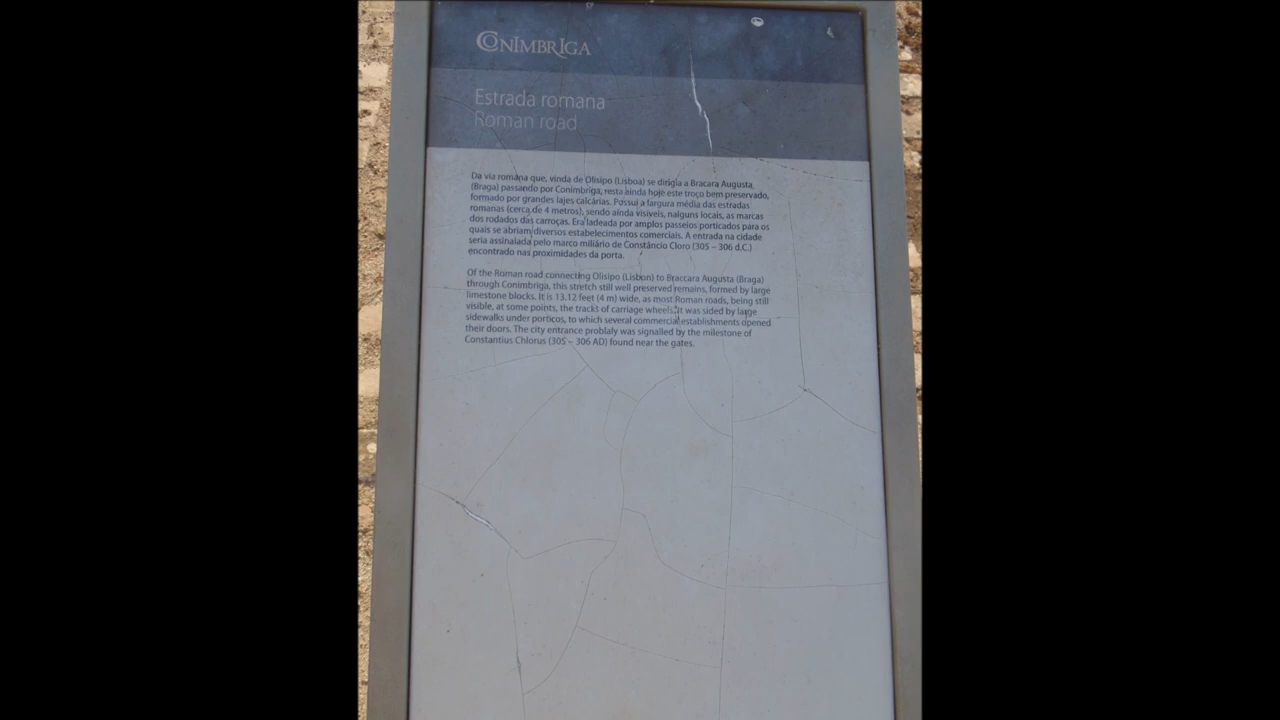 CONIMBRIGA
Estrada romana
Roman road
Da via romana que, vinda de Olisipo (Lisboa) se dirigia a Bracara Augusta,
(Braga) passando por Conimbriga, resta ainda hoje este troço bem preservado,
formado por grandes lajes calcárias. Possui a largura média das estradas
romanas (cerca de 4 metros), sendo ainda visíveis, nalguns locais, as marcas
dos rodados das carroças. Era ladeada por amplos passeios porticados para os
quais se abriam diversos estabelecimentos comerciais. A entrada na cidade
seria assinalada pelo marco miliário de Constâncio Cloro (305 – 306 d.C.)
encontrado nas proximidades da porta.
Of the Roman road connecting Olisipo (Lisbon) to Braccara Augusta (Braga)
through Conimbriga, this stretch still well preserved remains, formed by large
limestone blocks. It is 13.12 feet (4 m) wide, as most Roman roads, being still
visible, at some points, the tracks of carriage wheels. It was sided by large
sidewalks under porticos, to which several commercial establishments opened
their doors. The city entrance problaly was signalled by the milestone of
Constantius Chlorus (305 – 306 AD) found near the gates.